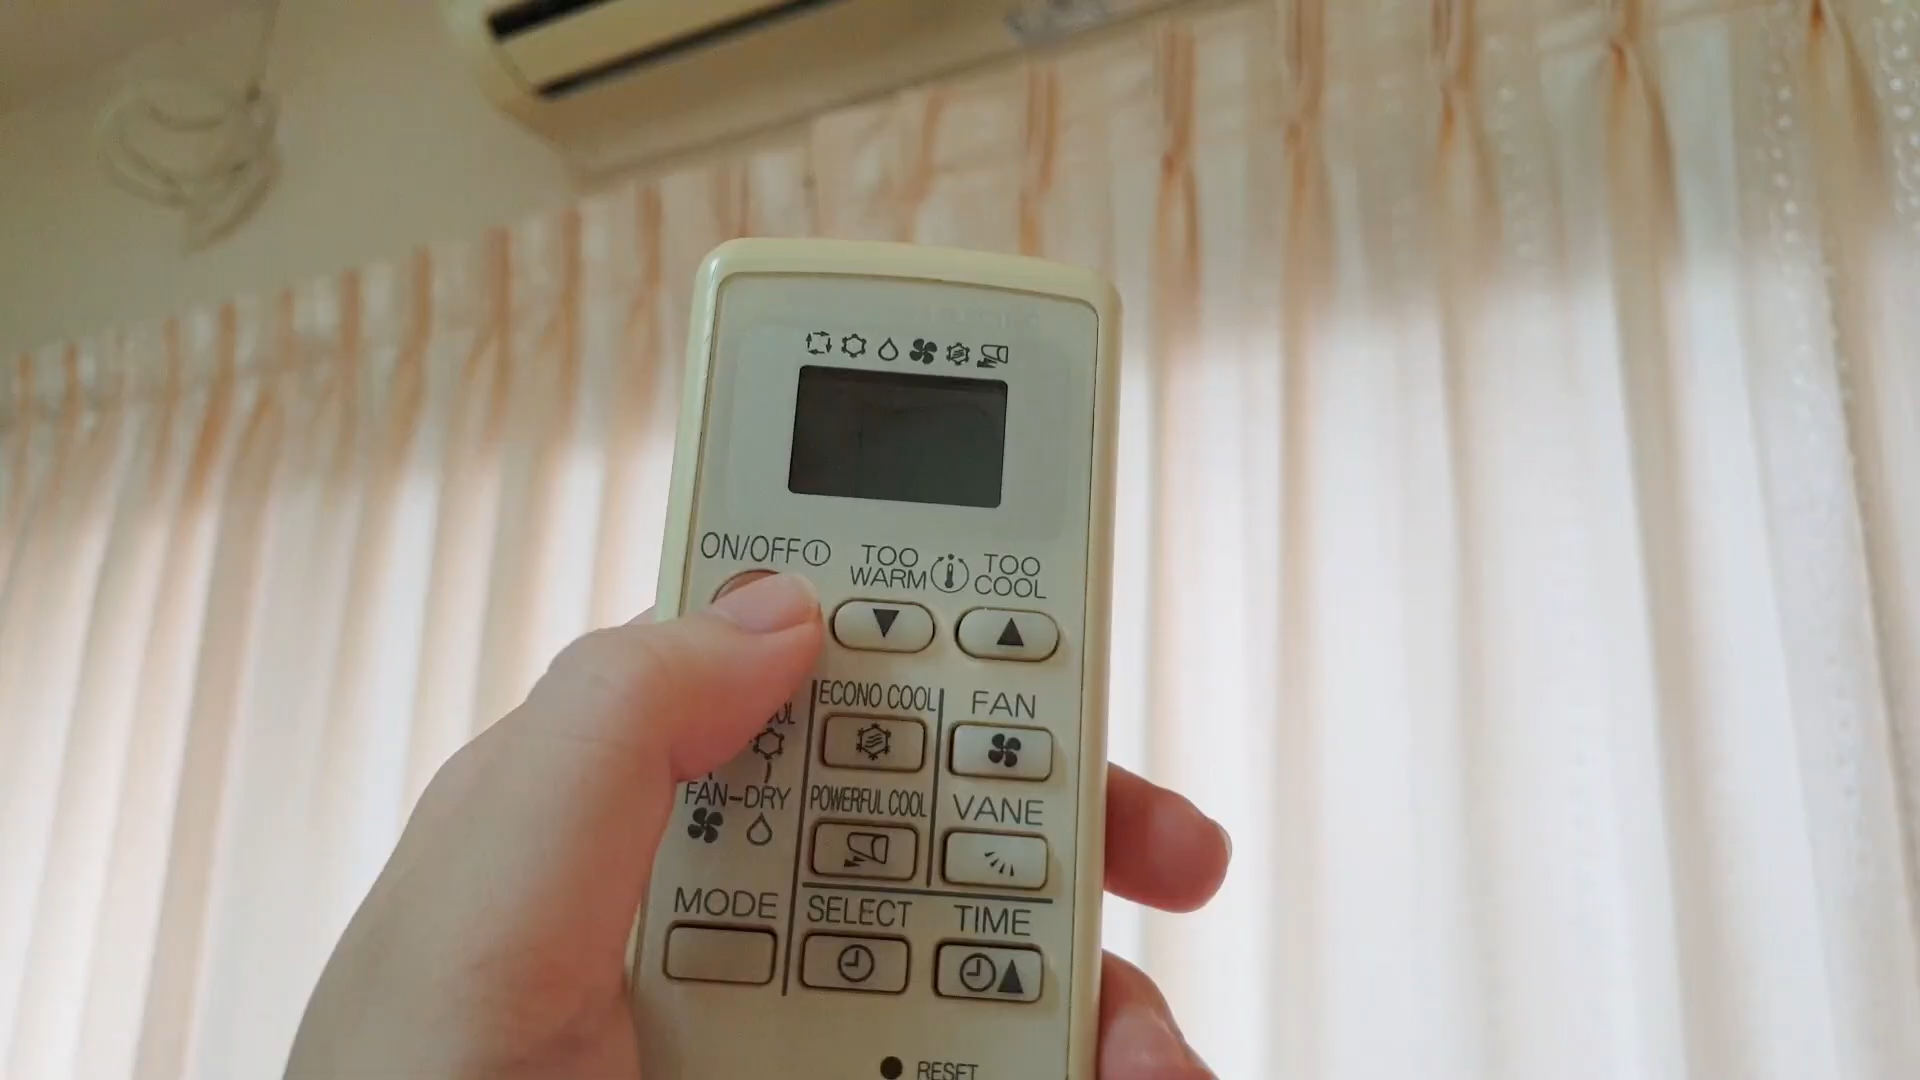 ON/OFF
TOO
WARM
TOO
COOL
ECONO COOL
FAN
FAN-DRY
POWERFUL COOL
VANE
MODE
SELECT
TIME
RESET